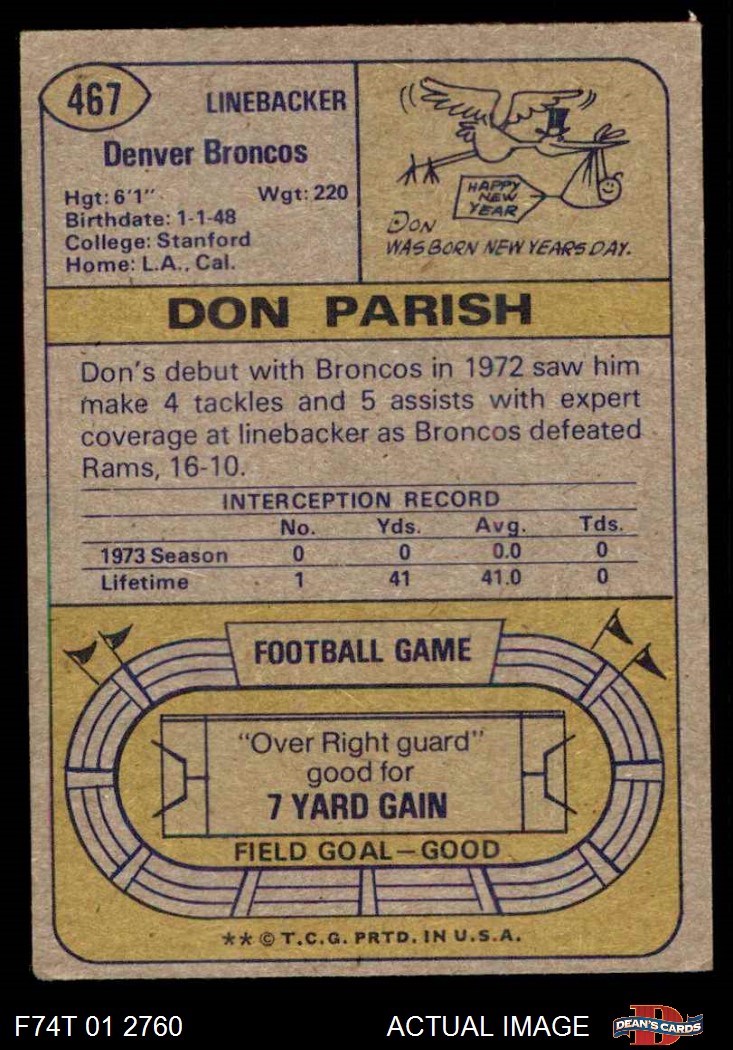 467
LINEBACKER
Denver Broncos
Hgt: 6'1" Wgt: 220
Birthdate: 1-1-48
College: Stanford
Home: L.A., Cal.
HAPPY
NEW
YEAR
DON
WAS BORN NEW YEARS DAY.
DON PARISH
Don's debut with Broncos in 1972 saw him
make 4 tackles and 5 assists with expert
coverage at linebacker as Broncos defeated
Rams, 16-10.
INTERCEPTION RECORD
No. Yds. Avg. Tds.
1973 Season 0 0 0.0 0
Lifetime 1 41 41.0 0
FOOTBALL GAME
"Over Right guard"
good for
7 YARD GAIN
FIELD GOAL—GOOD
** © T.C.G. PRTD. IN U.S.A.
F74T 01 2760 ACTUAL IMAGE
D
DEAN'S CARDS